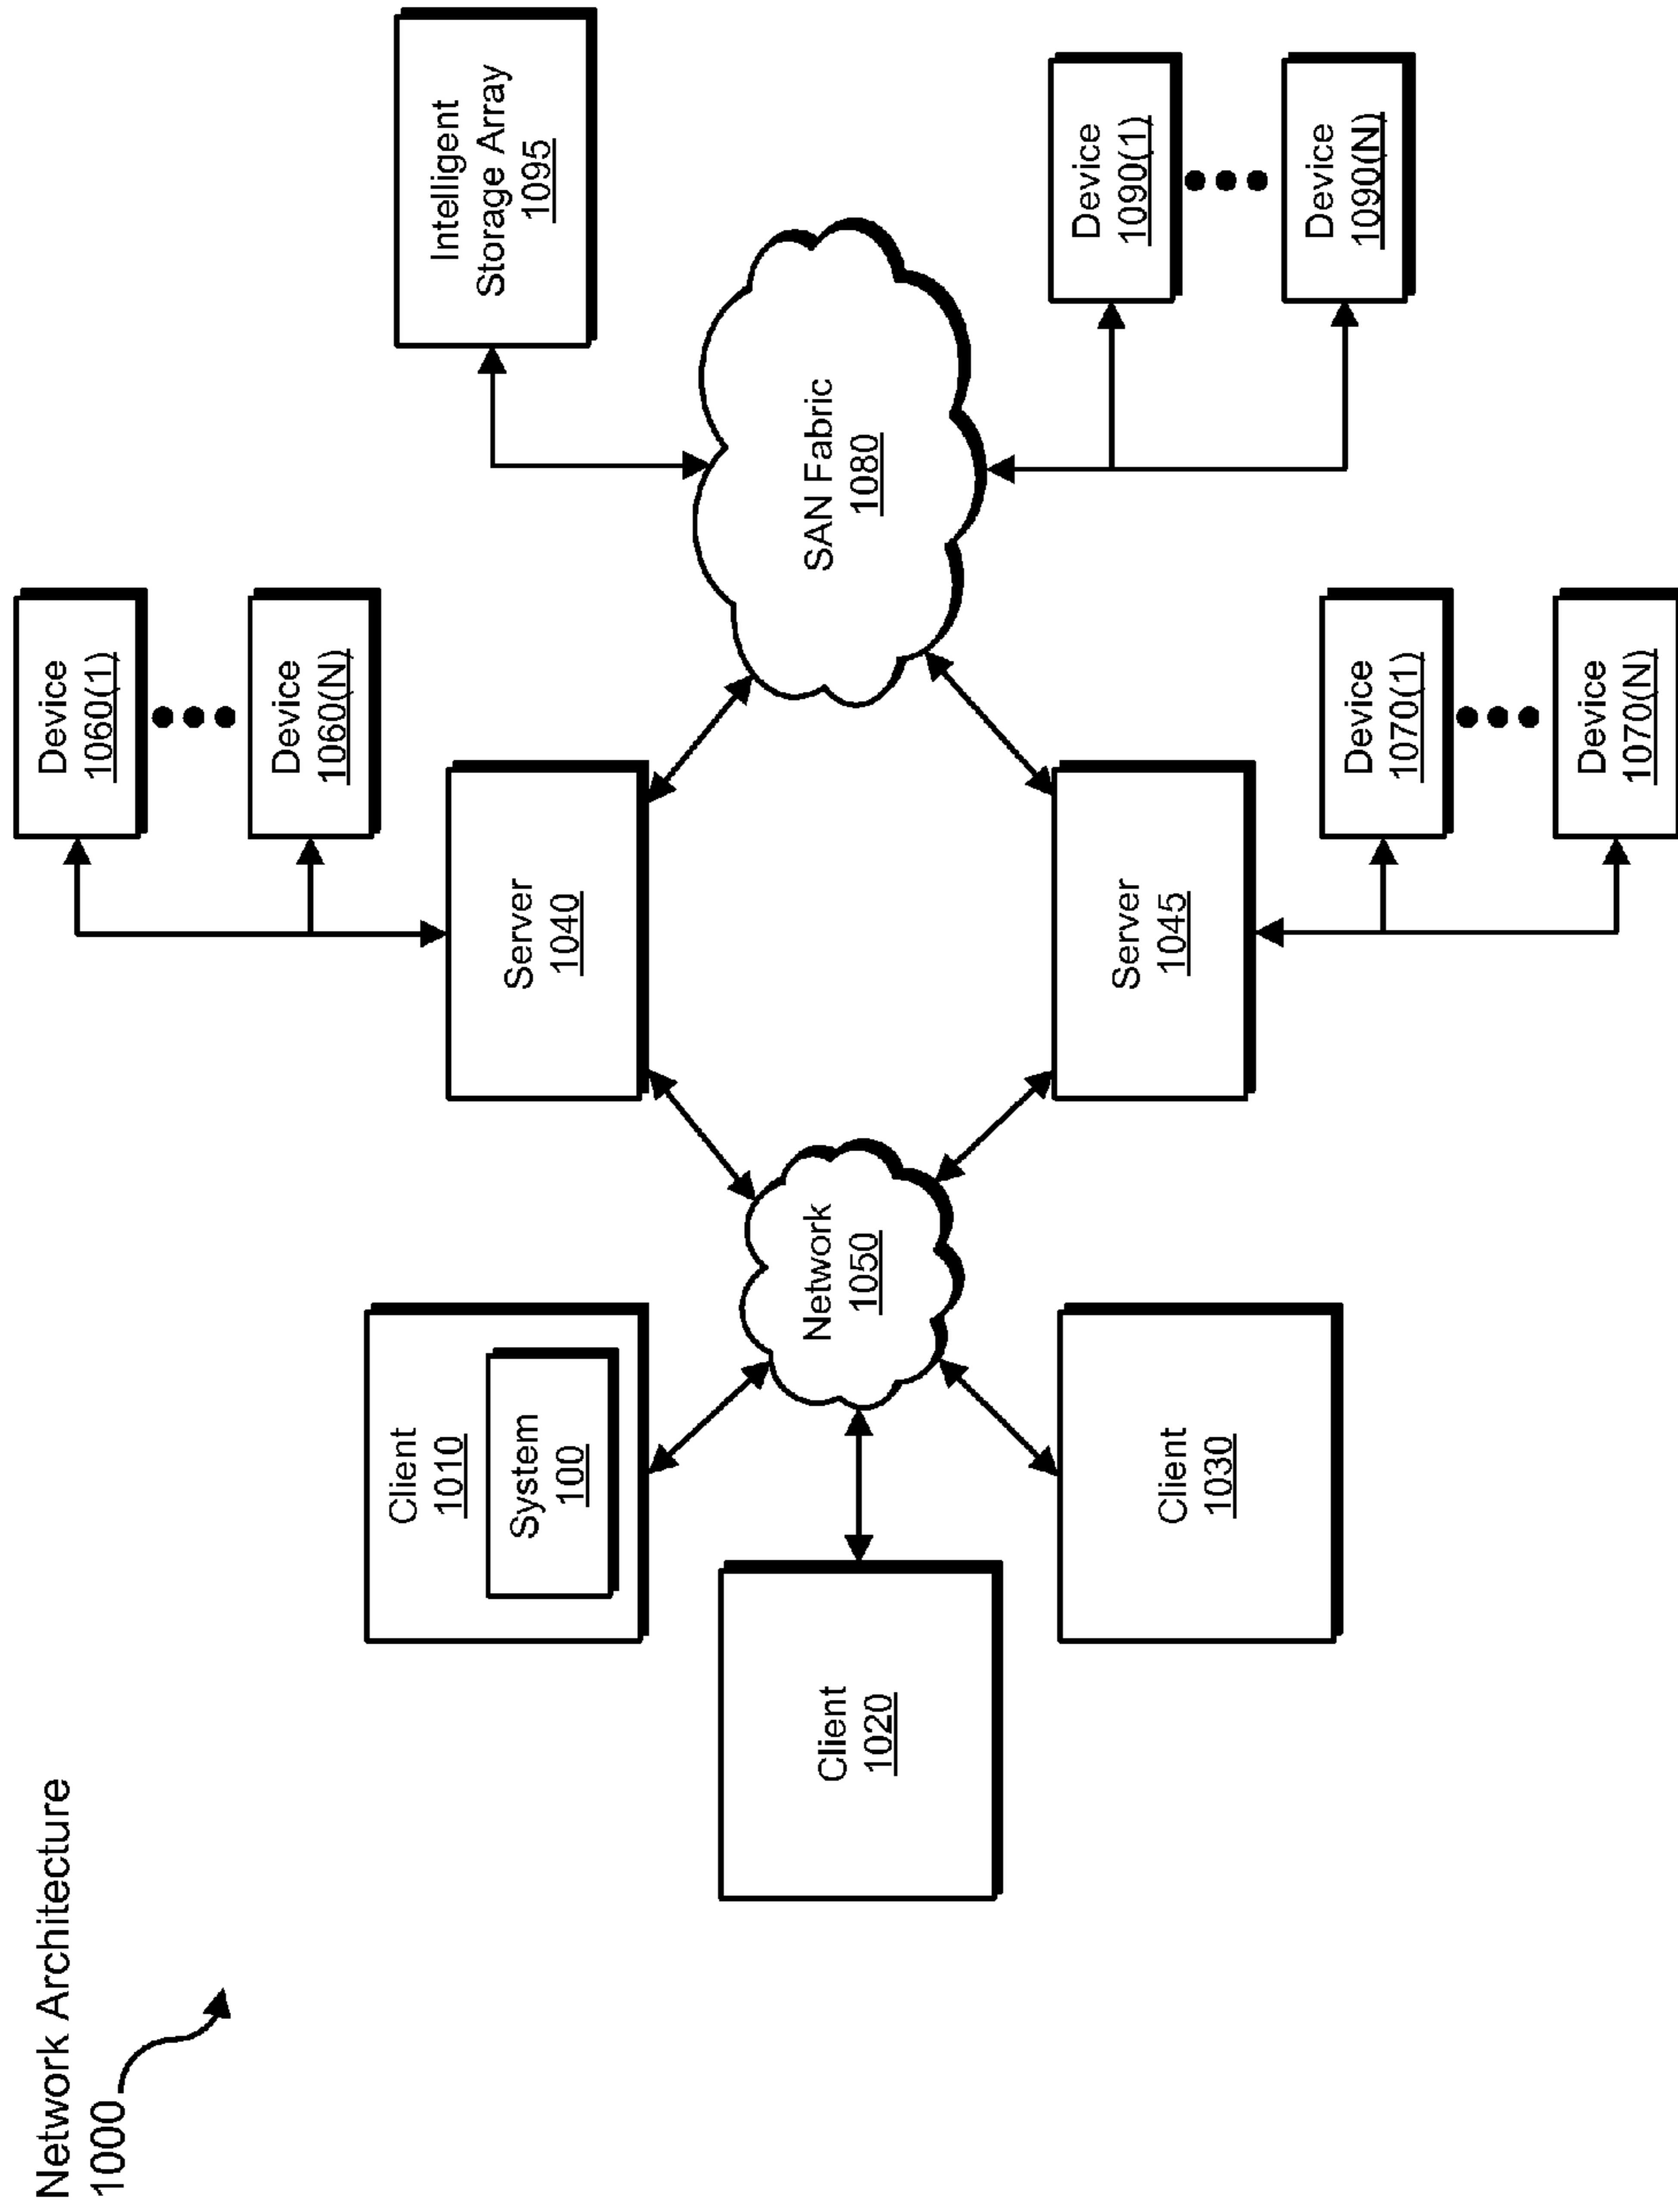 Network Architecture
1000
Client
1010
System
100
Client
1020
Client
1030
Network
1050
Server
1040
Server
1045
Device
1060(1)
Device
1060(N)
Device
1070(1)
Device
1070(N)
SAN Fabric
1080
Intelligent
Storage Array
1095
Device
1090(1)
Device
1090(N)